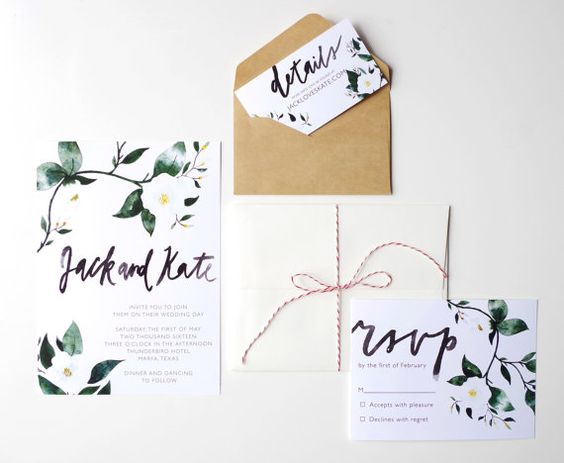 details
JACKLOVESKATE.COM
Jack and Kate
INVITE YOU TO JOIN
THEM ON THEIR WEDDING DAY
SATURDAY THE FIRST OF MAY
TWO THOUSAND SIXTEEN
THREE O'CLOCK IN THE AFTERNOON
THUNDERBIRD HOTEL
MARFA, TEXAS
DINNER AND DANCING
TO FOLLOW
rsvp
by the first of February
M
Accepts with pleasure
Declines with regret